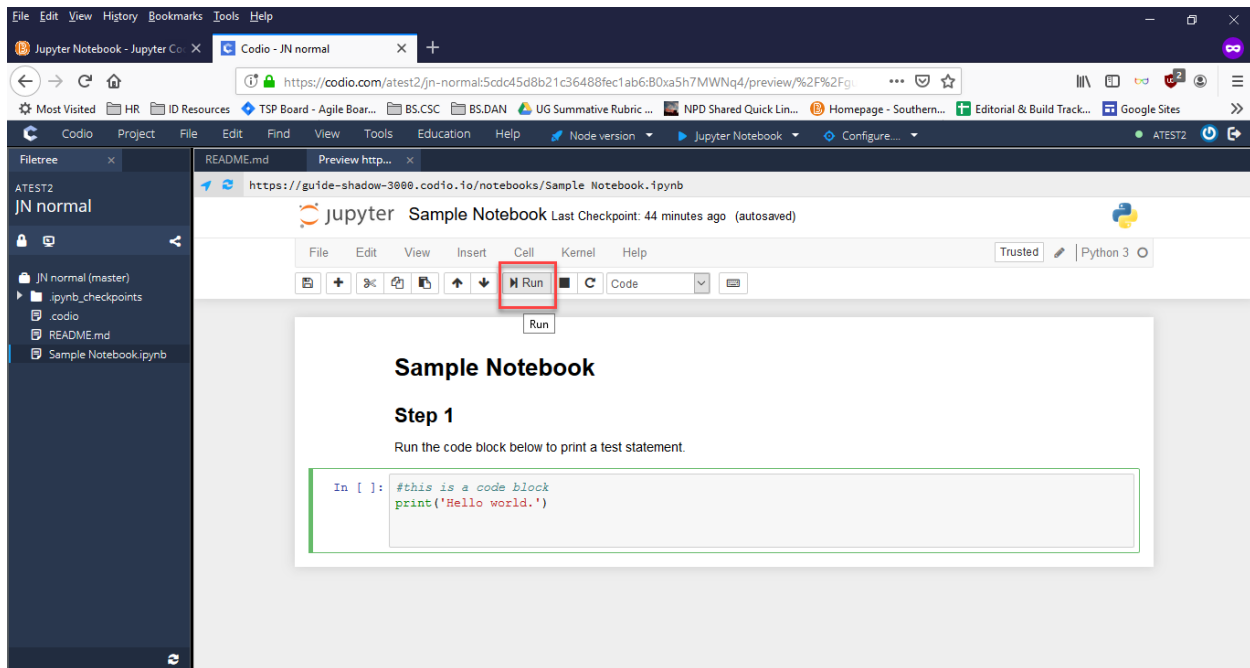 File Edit View History Bookmarks Tools Help
Jupyter Notebook - Jupyter Co
Codio - JN normal
https://codio.com/atest2/jn-normal:5cdc45d8b21c36488fec1ab6:B0xa5h7MWNq4/preview/%2F%2Fgu
2
Most Visited HR ID Resources TSP Board - Agile Boar... BS.CSC BS.DAN UG Summative Rubric ... NPD Shared Quick Lin... Homepage - Southern... Editorial & Build Track... Google Sites
Codio Project File Edit Find View Tools Education Help Node version Jupyter Notebook Configure.... ATEST2
Filetree README.md Preview http...
https://guide-shadow-3000.codio.io/notebooks/Sample Notebook.ipynb
ATEST2
JN normal
jupyter Sample Notebook Last Checkpoint: 44 minutes ago (autosaved)
File Edit View Insert Cell Kernel Help Trusted Python 3
Run Code
Run
JN normal (master)
.ipynb_checkpoints
.codio
README.md
Sample Notebook.ipynb
Sample Notebook
Step 1
Run the code block below to print a test statement.
In [ ]: #this is a code block
print('Hello world.')